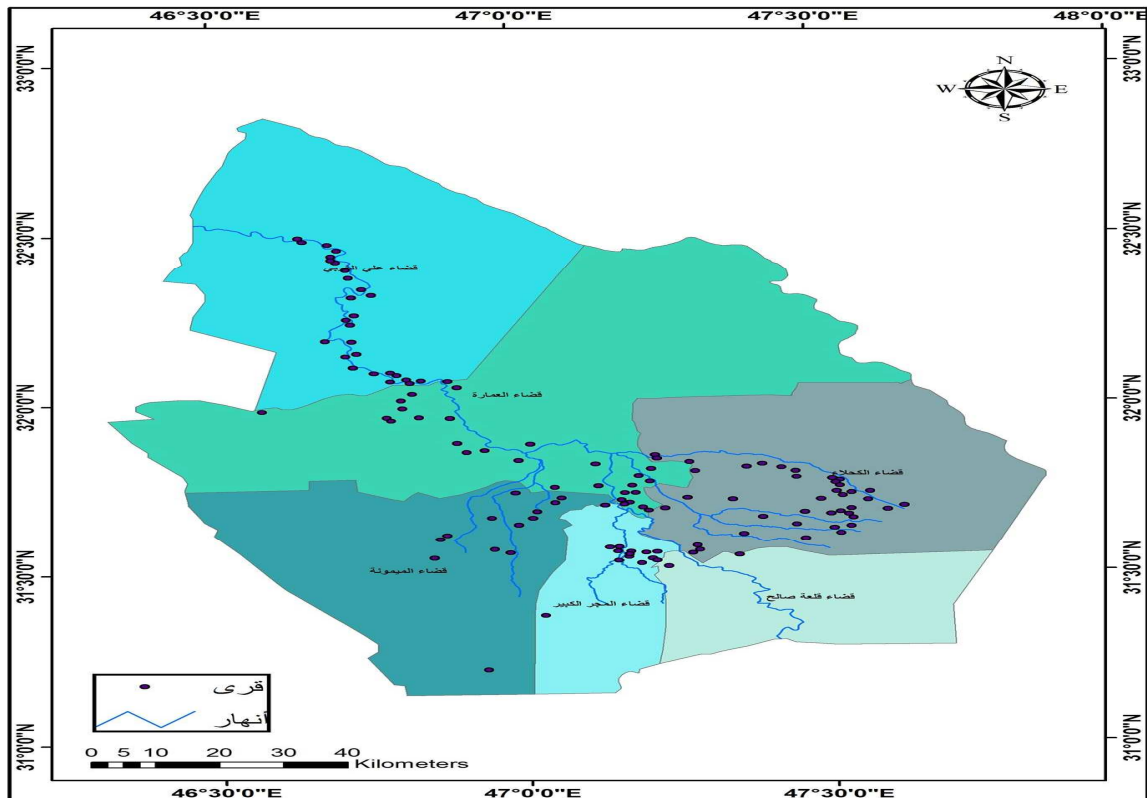 46°30'0"E 47°0'0"E 47°30'0"E 48°0'0"E
33°0'0"N 33°0'0"N
N
W E
S
32°30'0"N 32°30'0"N
قضاء علي الغربي
قضاء العمارة
32°0'0"N 32°0'0"N
قضاء الكحلاء
قضاء الميمونة
31°30'0"N 31°30'0"N
قضاء المجر الكبير
قضاء قلعة صالح
قرى
أنهار
31°0'0"N 31°0'0"N
0 5 10 20 30 40
Kilometers
46°30'0"E 47°0'0"E 47°30'0"E